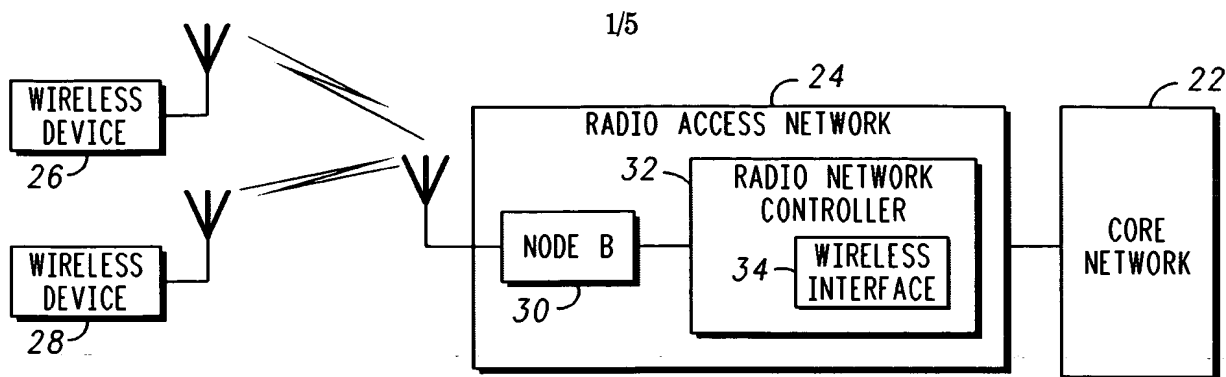 1/5
WIRELESS
DEVICE
26
WIRELESS
DEVICE
28
24
RADIO ACCESS NETWORK
NODE B
30
32
RADIO NETWORK
CONTROLLER
34
WIRELESS
INTERFACE
22
CORE
NETWORK